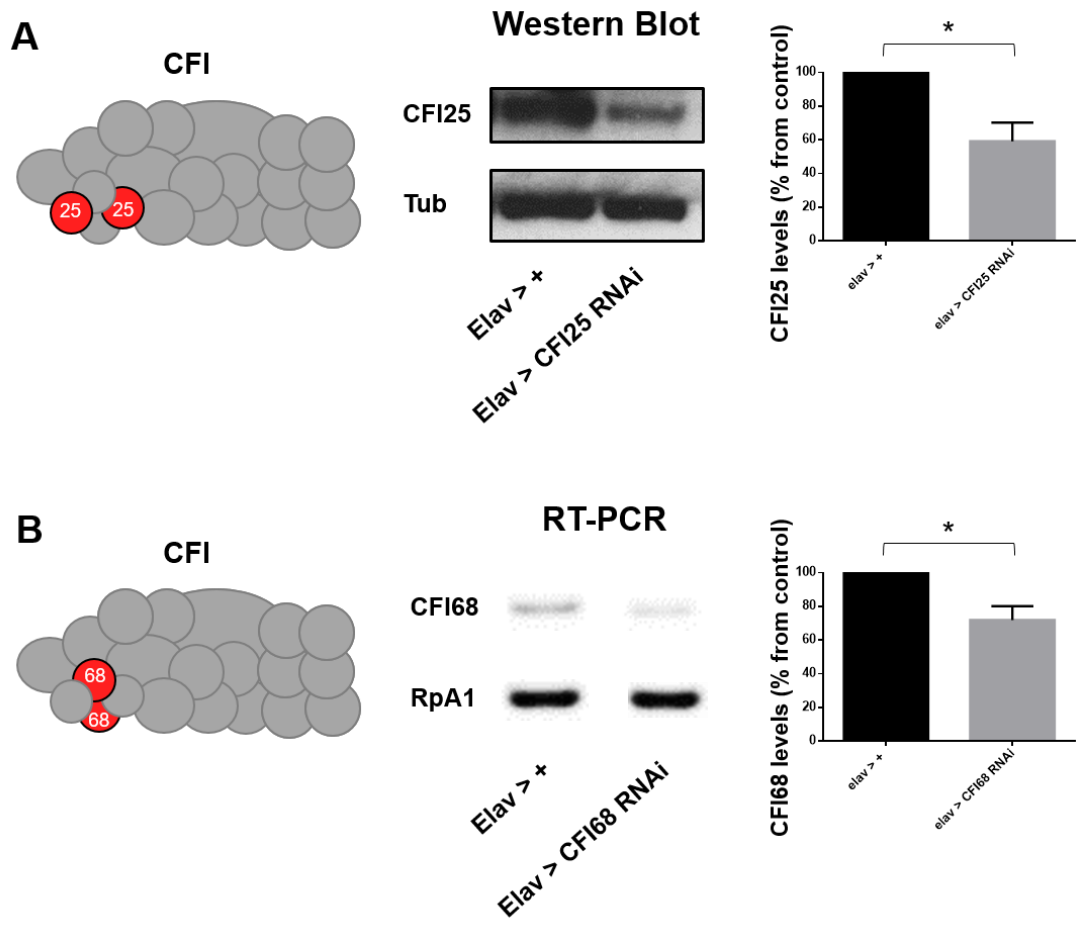 A
CFI
25
25
Western Blot
CFI25
Tub
Elav > +
Elav > CFI25 RNAi
*
CFI25 levels (% from control)
100
80
60
40
20
0
elav > +
elav > CFI25 RNAi
B
CFI
68
68
RT-PCR
CFI68
RpA1
Elav > +
Elav > CFI68 RNAi
*
CFI68 levels (% from control)
100
80
60
40
20
0
elav > +
elav > CFI68 RNAi